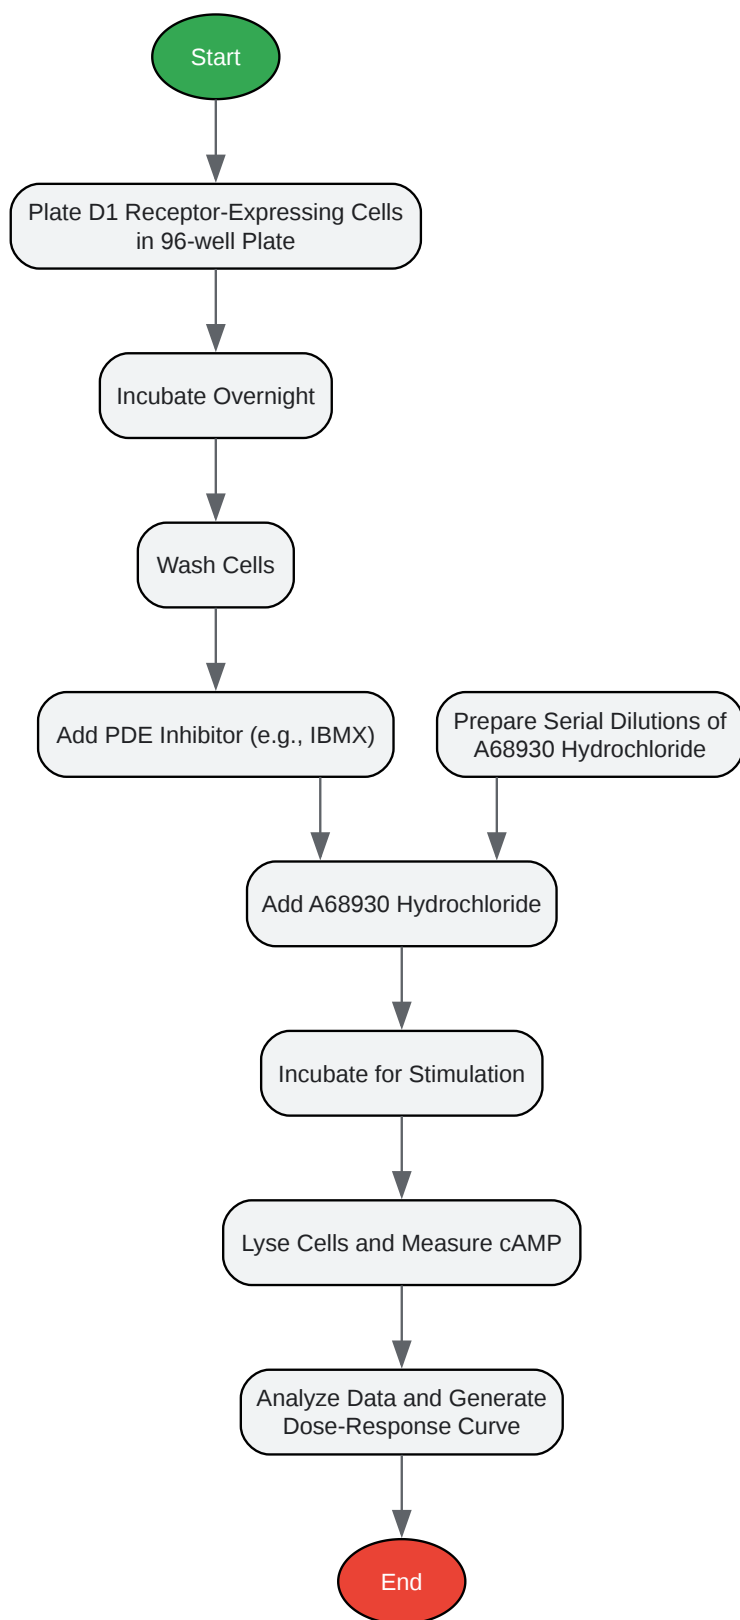 Start
Plate D1 Receptor-Expressing Cells
in 96-well Plate
Incubate Overnight
Wash Cells
Add PDE Inhibitor (e.g., IBMX)
Prepare Serial Dilutions of
A68930 Hydrochloride
Add A68930 Hydrochloride
Incubate for Stimulation
Lyse Cells and Measure cAMP
Analyze Data and Generate
Dose-Response Curve
End